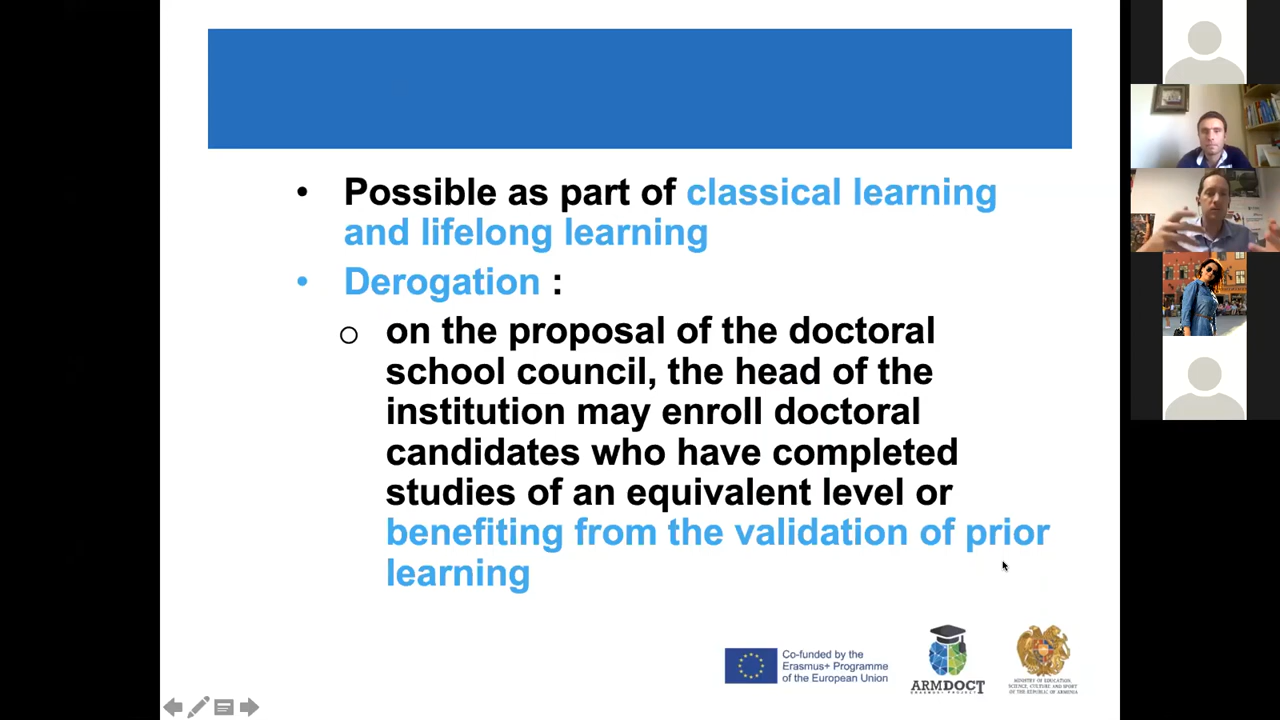 Possible as part of classical learning
and lifelong learning
Derogation :
on the proposal of the doctoral
school council, the head of the
institution may enroll doctoral
candidates who have completed
studies of an equivalent level or
benefiting from the validation of prior
learning
Co-funded by the
Erasmus+ Programme
of the European Union
ARMDOCT
ERASMUS+ PROJECT
MINISTRY OF EDUCATION,
SCIENCE, CULTURE AND SPORT
OF THE REPUBLIC OF ARMENIA